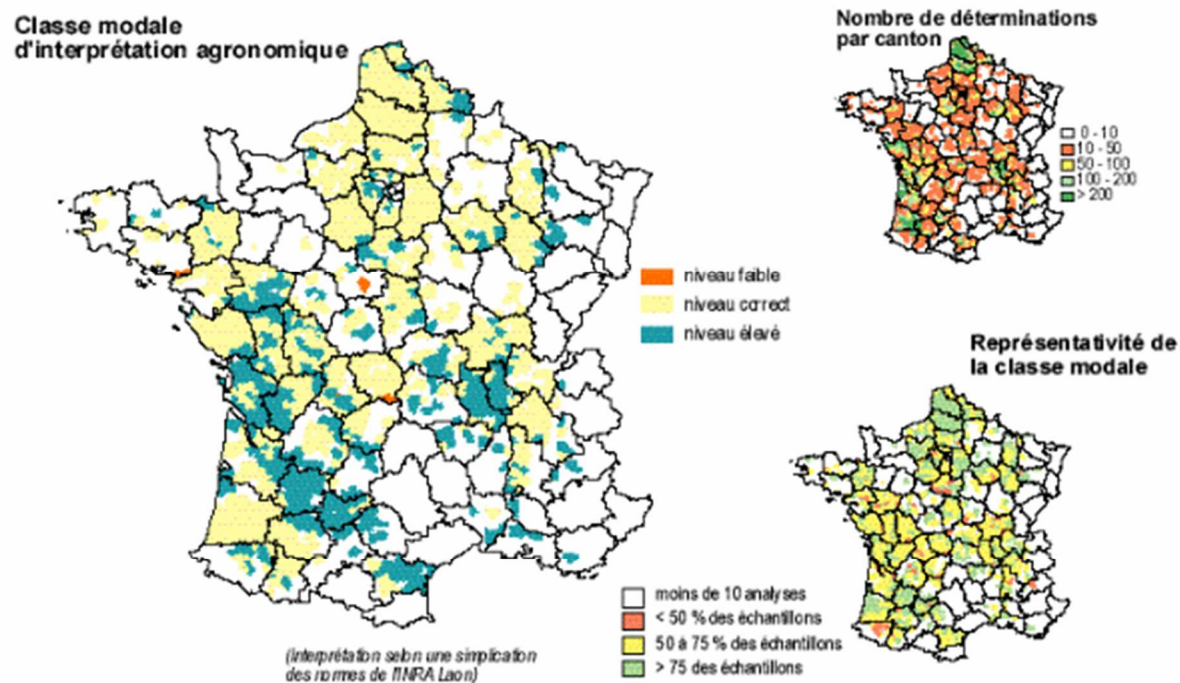 Classe modale
d'interprétation agronomique
Nombre de déterminations
par canton
0 - 10
10 - 50
50 - 100
100 - 200
> 200
niveau faible
niveau correct
niveau élevé
Représentativité de
la classe modale
moins de 10 analyses
< 50 % des échantillons
50 à 75 % des échantillons
> 75 des échantillons
(Interprétation selon une simplication
des normes de l'INRA Laon)